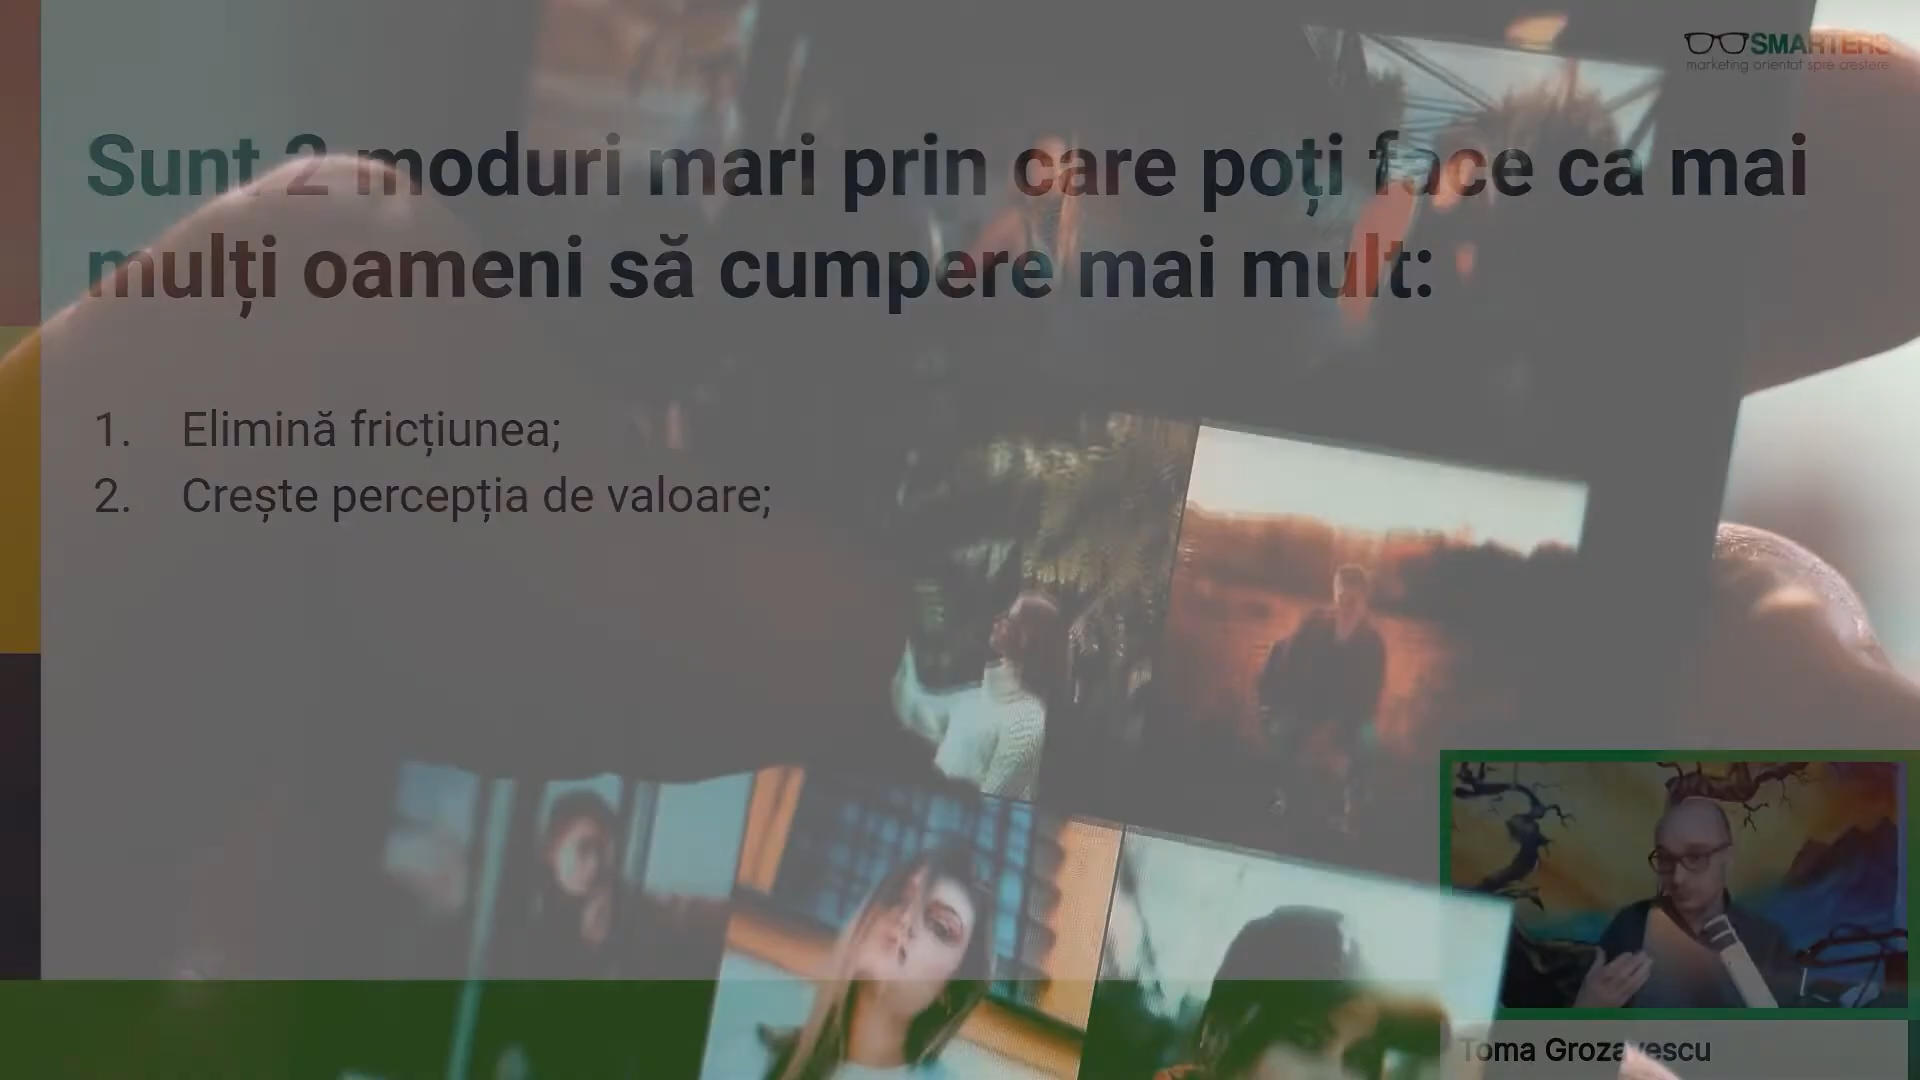 SMARTERS
marketing orientat spre creștere
Sunt 2 moduri mari prin care poți face ca mai
mulți oameni să cumpere mai mult:
1. Elimină fricțiunea;
2. Crește percepția de valoare;
Toma Grozavescu